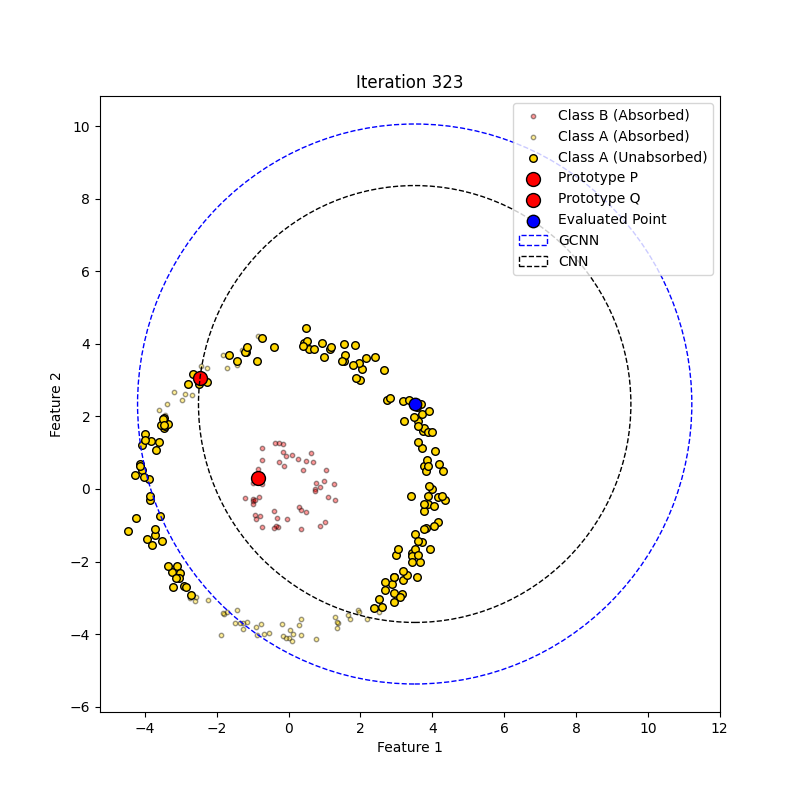 Iteration 323
Class B (Absorbed)
Class A (Absorbed)
Class A (Unabsorbed)
Prototype P
Prototype Q
Evaluated Point
GCNN
CNN
Feature 2
10
8
6
4
2
0
−2
−4
−6
−4
−2
0
2
4
6
8
10
12
Feature 1